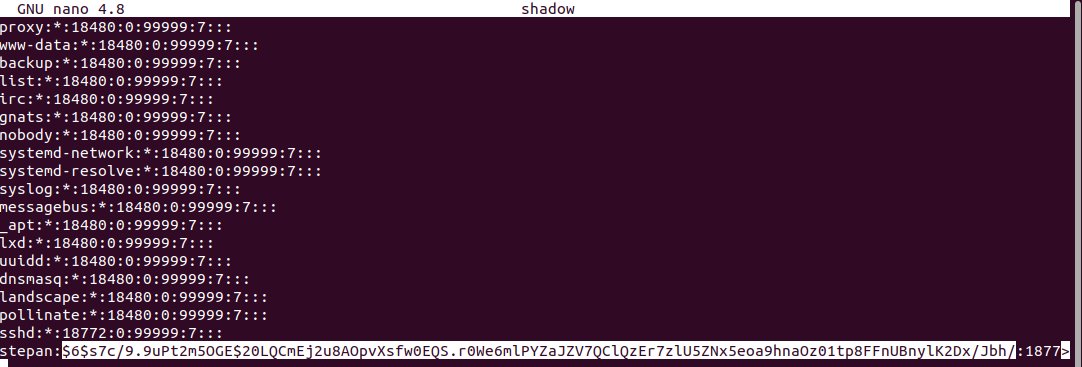 GNU nano 4.8 shadow
proxy:*:18480:0:99999:7:::
www-data:*:18480:0:99999:7:::
backup:*:18480:0:99999:7:::
list:*:18480:0:99999:7:::
irc:*:18480:0:99999:7:::
gnats:*:18480:0:99999:7:::
nobody:*:18480:0:99999:7:::
systemd-network:*:18480:0:99999:7:::
systemd-resolve:*:18480:0:99999:7:::
syslog:*:18480:0:99999:7:::
messagebus:*:18480:0:99999:7:::
_apt:*:18480:0:99999:7:::
lxd:*:18480:0:99999:7:::
uuidd:*:18480:0:99999:7:::
dnsmasq:*:18480:0:99999:7:::
landscape:*:18480:0:99999:7:::
pollinate:*:18480:0:99999:7:::
sshd:*:18772:0:99999:7:::
stepan:$6$s7c/9.9uPt2m5OGE$20LQCmEj2u8AOpvXsfw0EQS.r0We6mlPYZaJZV7QClQzEr7zlU5ZNx5eoa9hnaOz01tp8FFnUBnylK2Dx/Jbh/:1877>